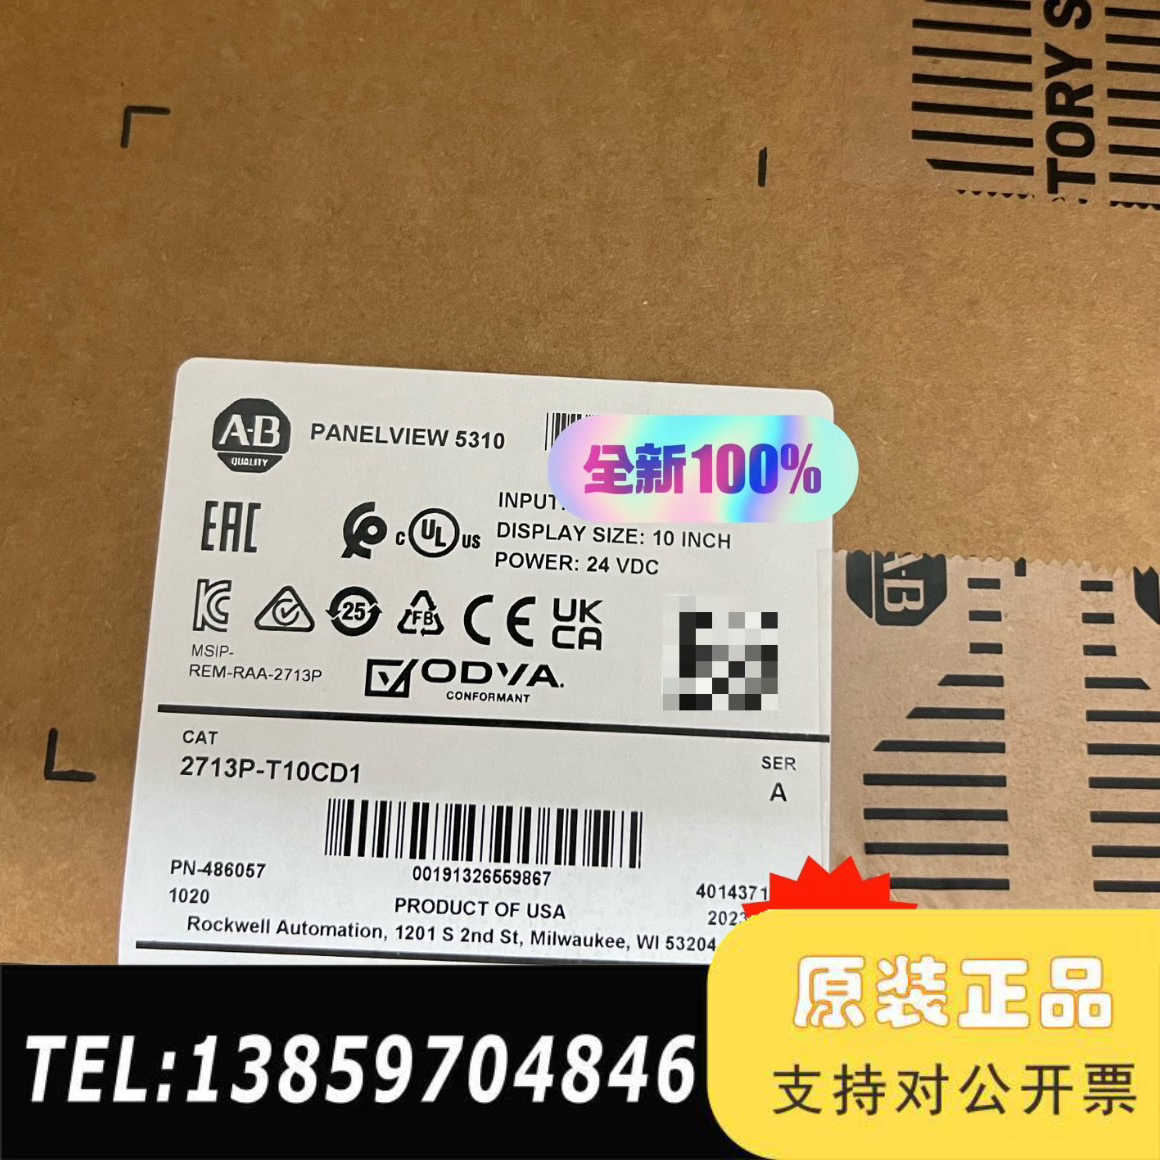 TORY S
A-B
QUALITY
PANELVIEW 5310
全新100%
INPUT:
DISPLAY SIZE: 10 INCH
POWER: 24 VDC
EAC
c UL us
25
FB
CE
UK
CA
MSIP-
REM-RAA-2713P
ODVA
CONFORMANT
A-B
CAT
2713P-T10CD1
SER
A
00191326559867
PN-486057
1020
4014371
2023
PRODUCT OF USA
Rockwell Automation, 1201 S 2nd St, Milwaukee, WI 53204
TEL:13859704846
原装正品
支持对公开票